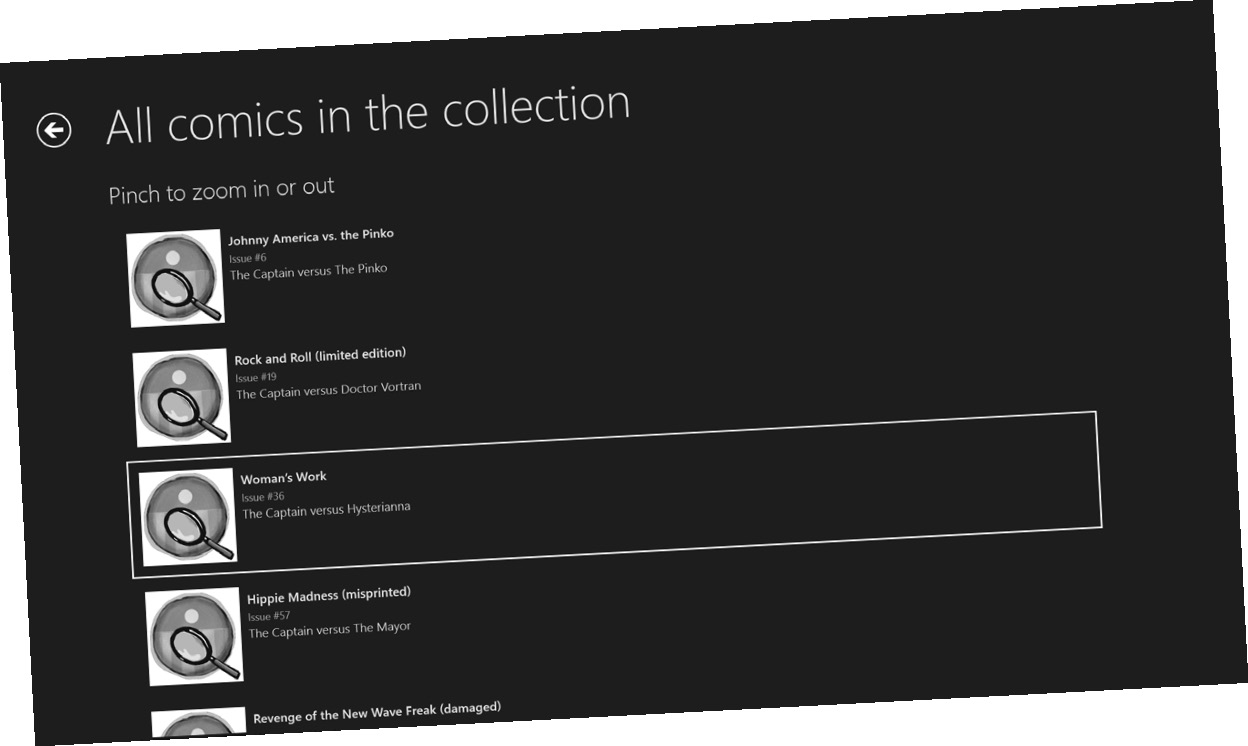 All comics in the collection
Pinch to zoom in or out
Johnny America vs. the Pinko
Issue #6
The Captain versus The Pinko
Rock and Roll (limited edition)
Issue #19
The Captain versus Doctor Vortran
Woman's Work
Issue #36
The Captain versus Hysterianna
Hippie Madness (misprinted)
Issue #57
The Captain versus The Mayor
Revenge of the New Wave Freak (damaged)